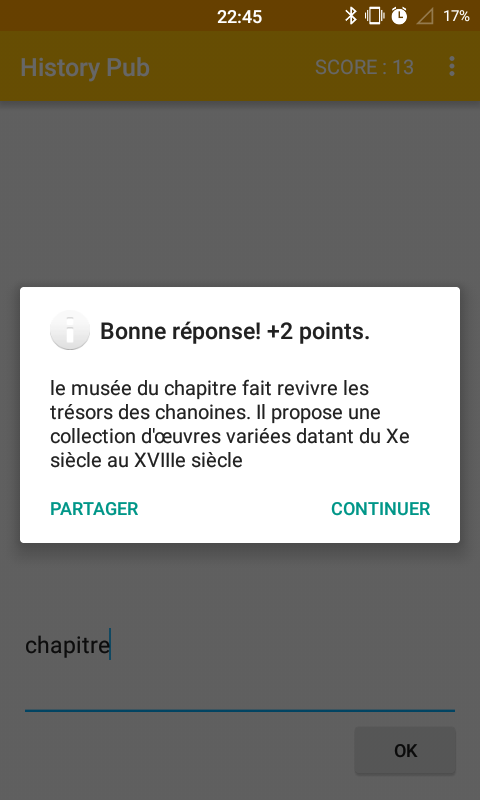 22:45
17%
History Pub
SCORE : 13
Bonne réponse! +2 points.
le musée du chapitre fait revivre les
trésors des chanoines. Il propose une
collection d'œuvres variées datant du Xe
siècle au XVIIIe siècle
PARTAGER
CONTINUER
chapitre
OK